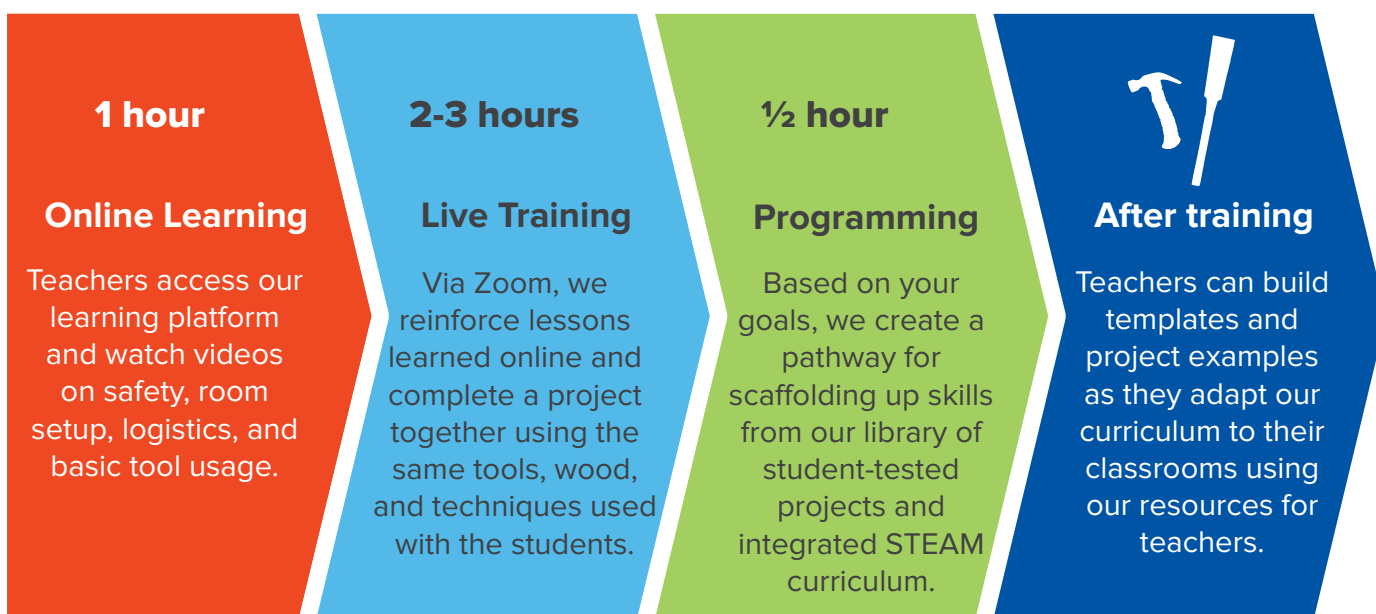 1 hour
Online Learning
Teachers access our
learning platform
and watch videos
on safety, room
setup, logistics, and
basic tool usage.
2-3 hours
Live Training
Via Zoom, we
reinforce lessons
learned online and
complete a project
together using the
same tools, wood,
and techniques used
with the students.
½ hour
Programming
Based on your
goals, we create a
pathway for
scaffolding up skills
from our library of
student-tested
projects and
integrated STEAM
curriculum.
After training
Teachers can build
templates and
project examples
as they adapt our
curriculum to their
classrooms using
our resources for
teachers.